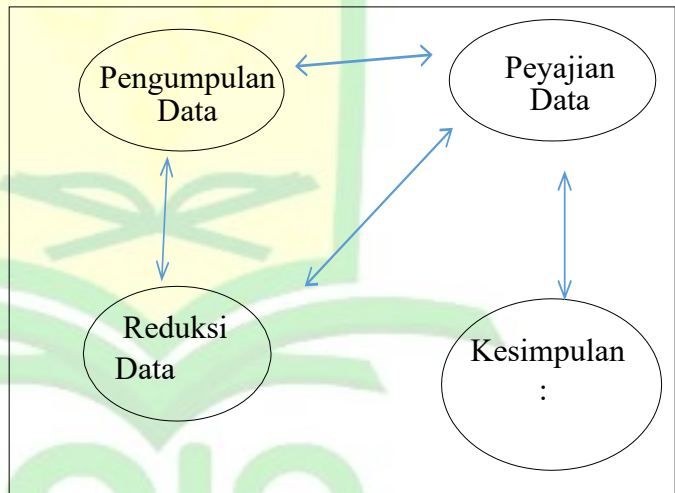 Pengumpulan
Data
Peyajian
Data
Reduksi
Data
Kesimpulan
: